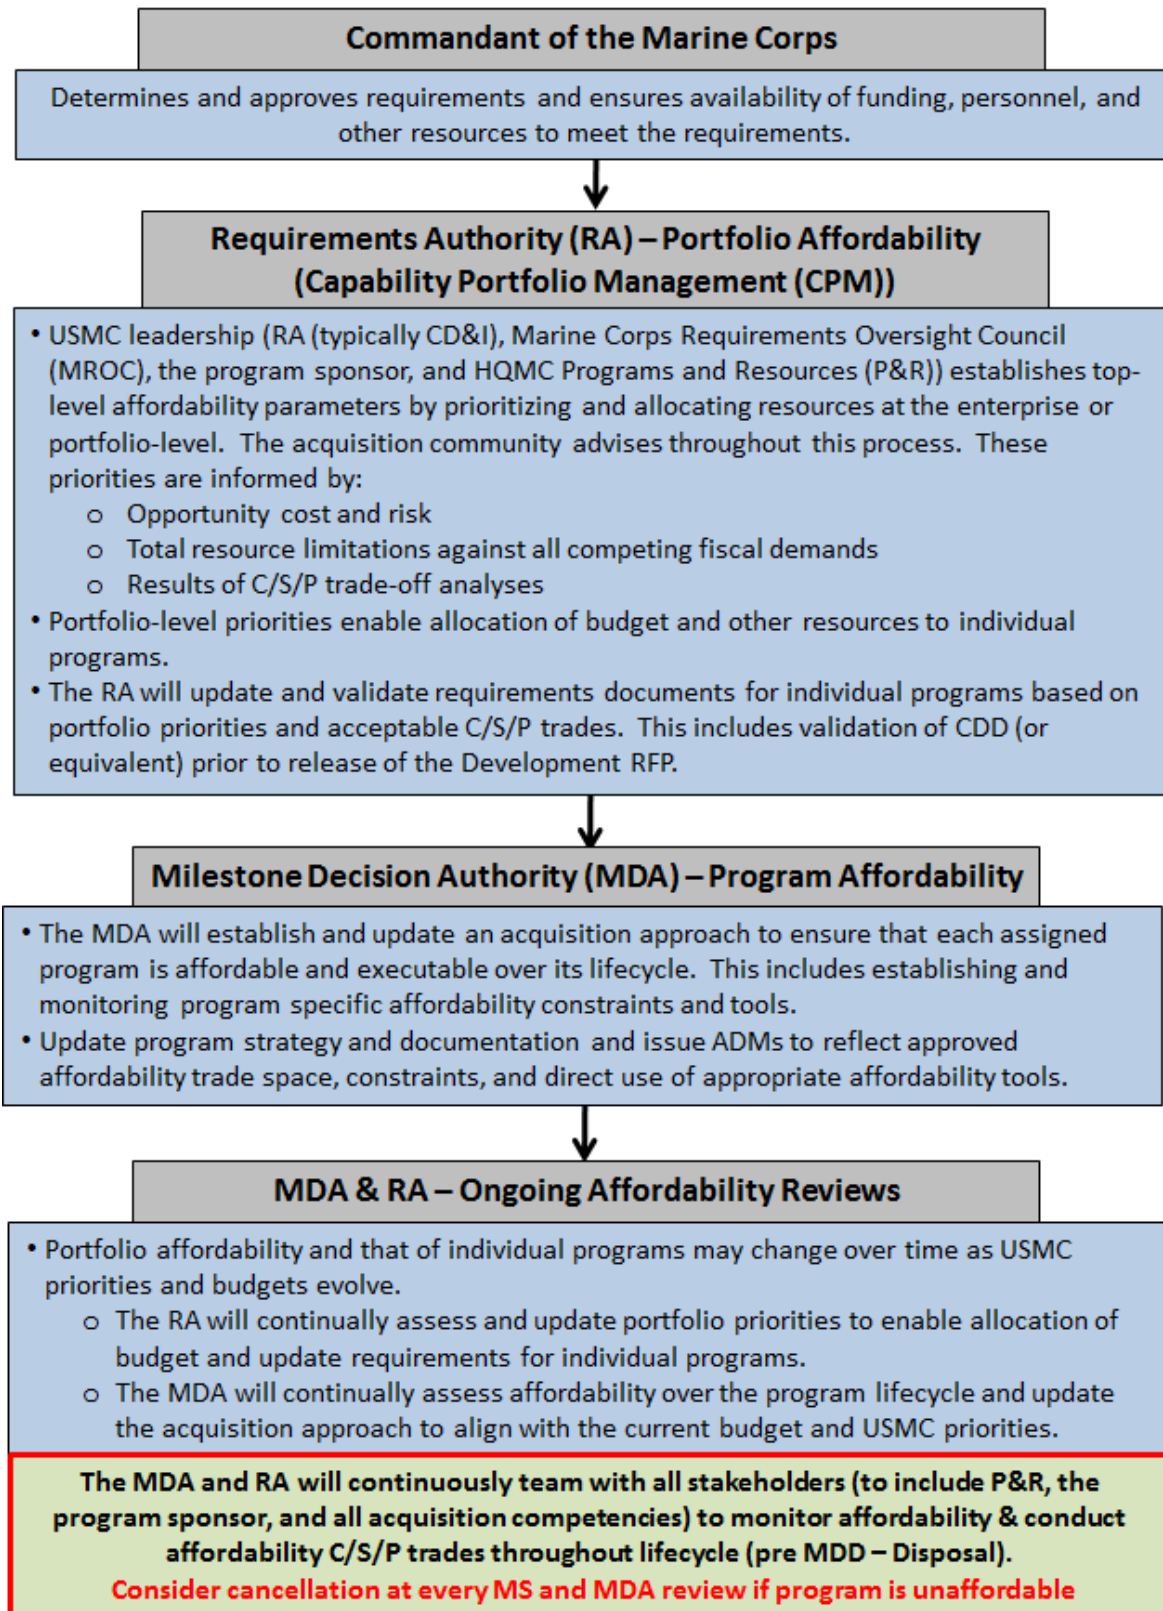 Commandant of the Marine Corps
Determines and approves requirements and ensures availability of funding, personnel, and
other resources to meet the requirements.
Requirements Authority (RA) – Portfolio Affordability
(Capability Portfolio Management (CPM))
• USMC leadership (RA (typically CD&I), Marine Corps Requirements Oversight Council
(MROC), the program sponsor, and HQMC Programs and Resources (P&R)) establishes top-
level affordability parameters by prioritizing and allocating resources at the enterprise or
portfolio-level. The acquisition community advises throughout this process. These
priorities are informed by:
o Opportunity cost and risk
o Total resource limitations against all competing fiscal demands
o Results of C/S/P trade-off analyses
• Portfolio-level priorities enable allocation of budget and other resources to individual
programs.
• The RA will update and validate requirements documents for individual programs based on
portfolio priorities and acceptable C/S/P trades. This includes validation of CDD (or
equivalent) prior to release of the Development RFP.
Milestone Decision Authority (MDA) – Program Affordability
• The MDA will establish and update an acquisition approach to ensure that each assigned
program is affordable and executable over its lifecycle. This includes establishing and
monitoring program specific affordability constraints and tools.
• Update program strategy and documentation and issue ADMs to reflect approved
affordability trade space, constraints, and direct use of appropriate affordability tools.
MDA & RA – Ongoing Affordability Reviews
• Portfolio affordability and that of individual programs may change over time as USMC
priorities and budgets evolve.
o The RA will continually assess and update portfolio priorities to enable allocation of
budget and update requirements for individual programs.
o The MDA will continually assess affordability over the program lifecycle and update
the acquisition approach to align with the current budget and USMC priorities.
The MDA and RA will continuously team with all stakeholders (to include P&R, the
program sponsor, and all acquisition competencies) to monitor affordability & conduct
affordability C/S/P trades throughout lifecycle (pre MDD – Disposal).
Consider cancellation at every MS and MDA review if program is unaffordable